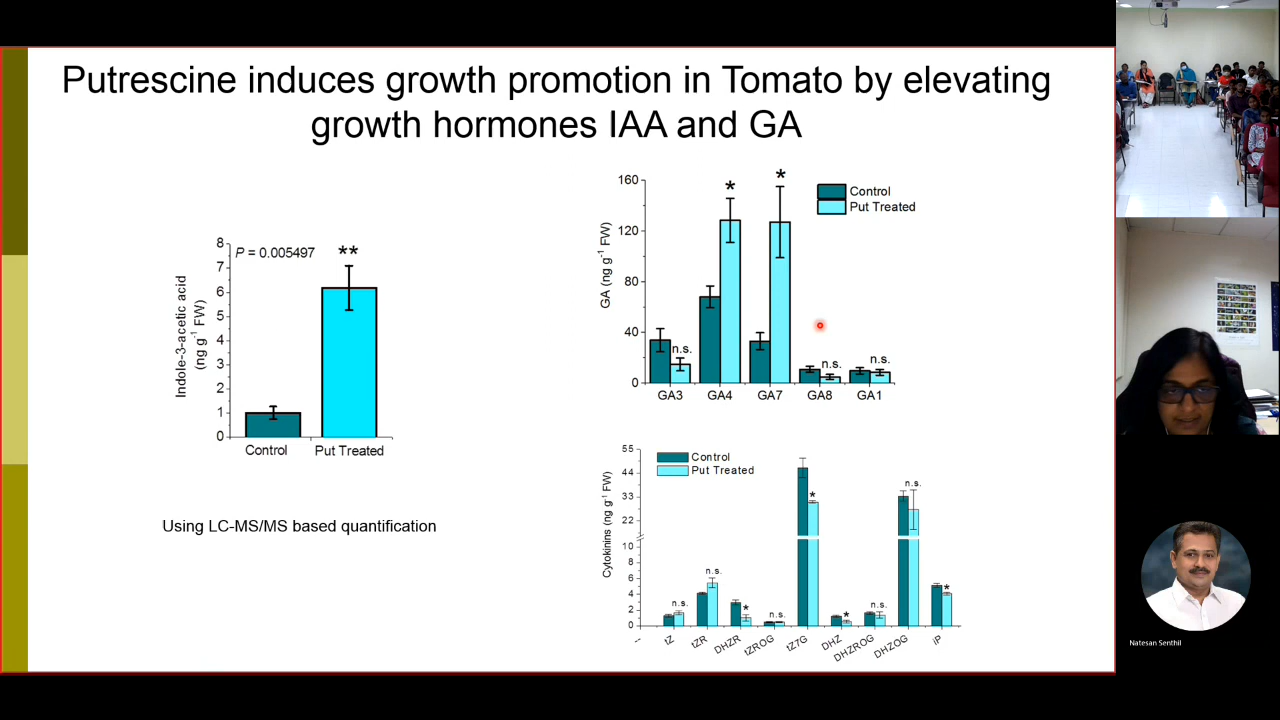 Putrescine induces growth promotion in Tomato by elevating
growth hormones IAA and GA
8
7
6
5
4
3
2
1
0
Indole-3-acetic acid
(ng g⁻¹ FW)
P = 0.005497
**
Control
Put Treated
Using LC-MS/MS based quantification
160
120
80
40
0
GA (ng g⁻¹ FW)
Control
Put Treated
n.s.
*
*
n.s.
n.s.
GA3
GA4
GA7
GA8
GA1
55
44
33
22
10
8
6
4
2
0
Cytokinins (ng g⁻¹ FW)
Control
Put Treated
n.s.
n.s.
*
n.s.
*
*
n.s.
n.s.
*
--
tZ
tZR
DHZR
tZROG
tZ7G
DHZ
DHZROG
DHZOG
iP
Natesan Senthil